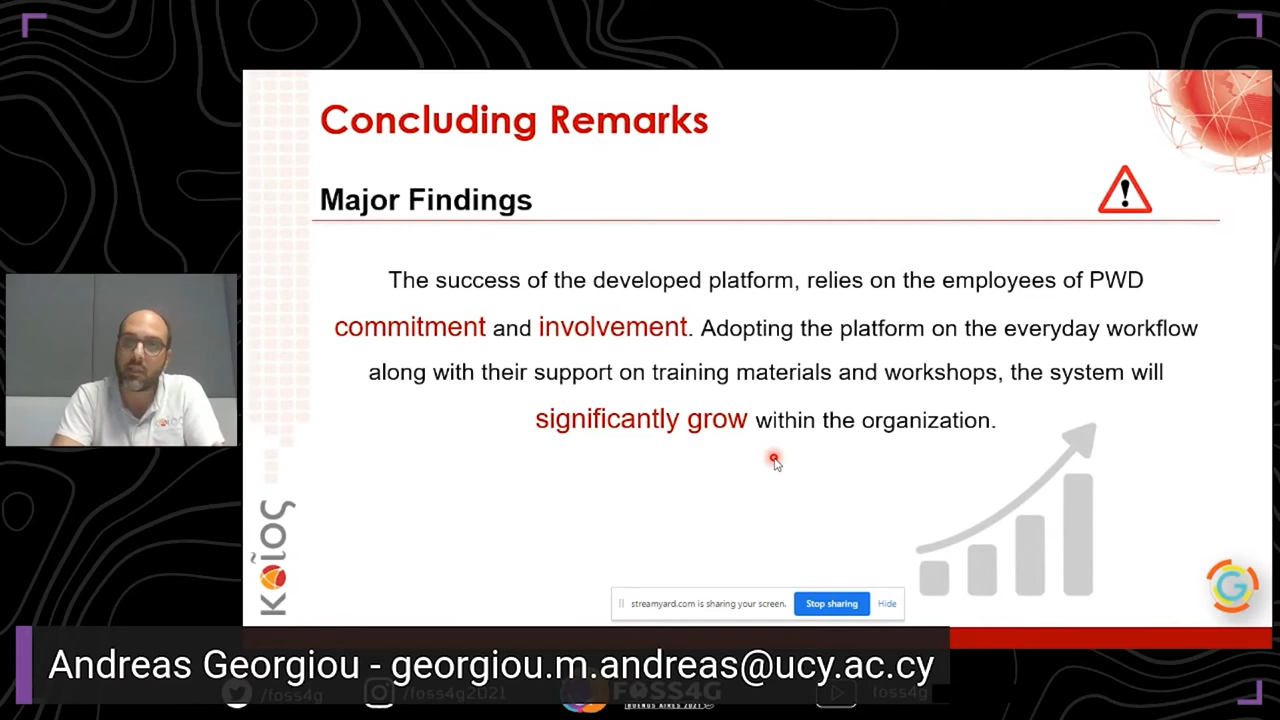 Concluding Remarks
Major Findings
The success of the developed platform, relies on the employees of PWD
commitment and involvement. Adopting the platform on the everyday workflow
along with their support on training materials and workshops, the system will
significantly grow within the organization.
κοῖος
G
streamyard.com is sharing your screen.
Stop sharing
Hide
Andreas Georgiou - georgiou.m.andreas@ucy.ac.cy
/foss4g
/foss4g2021
FOSS4G
BUENOS AIRES 2021
foss4g